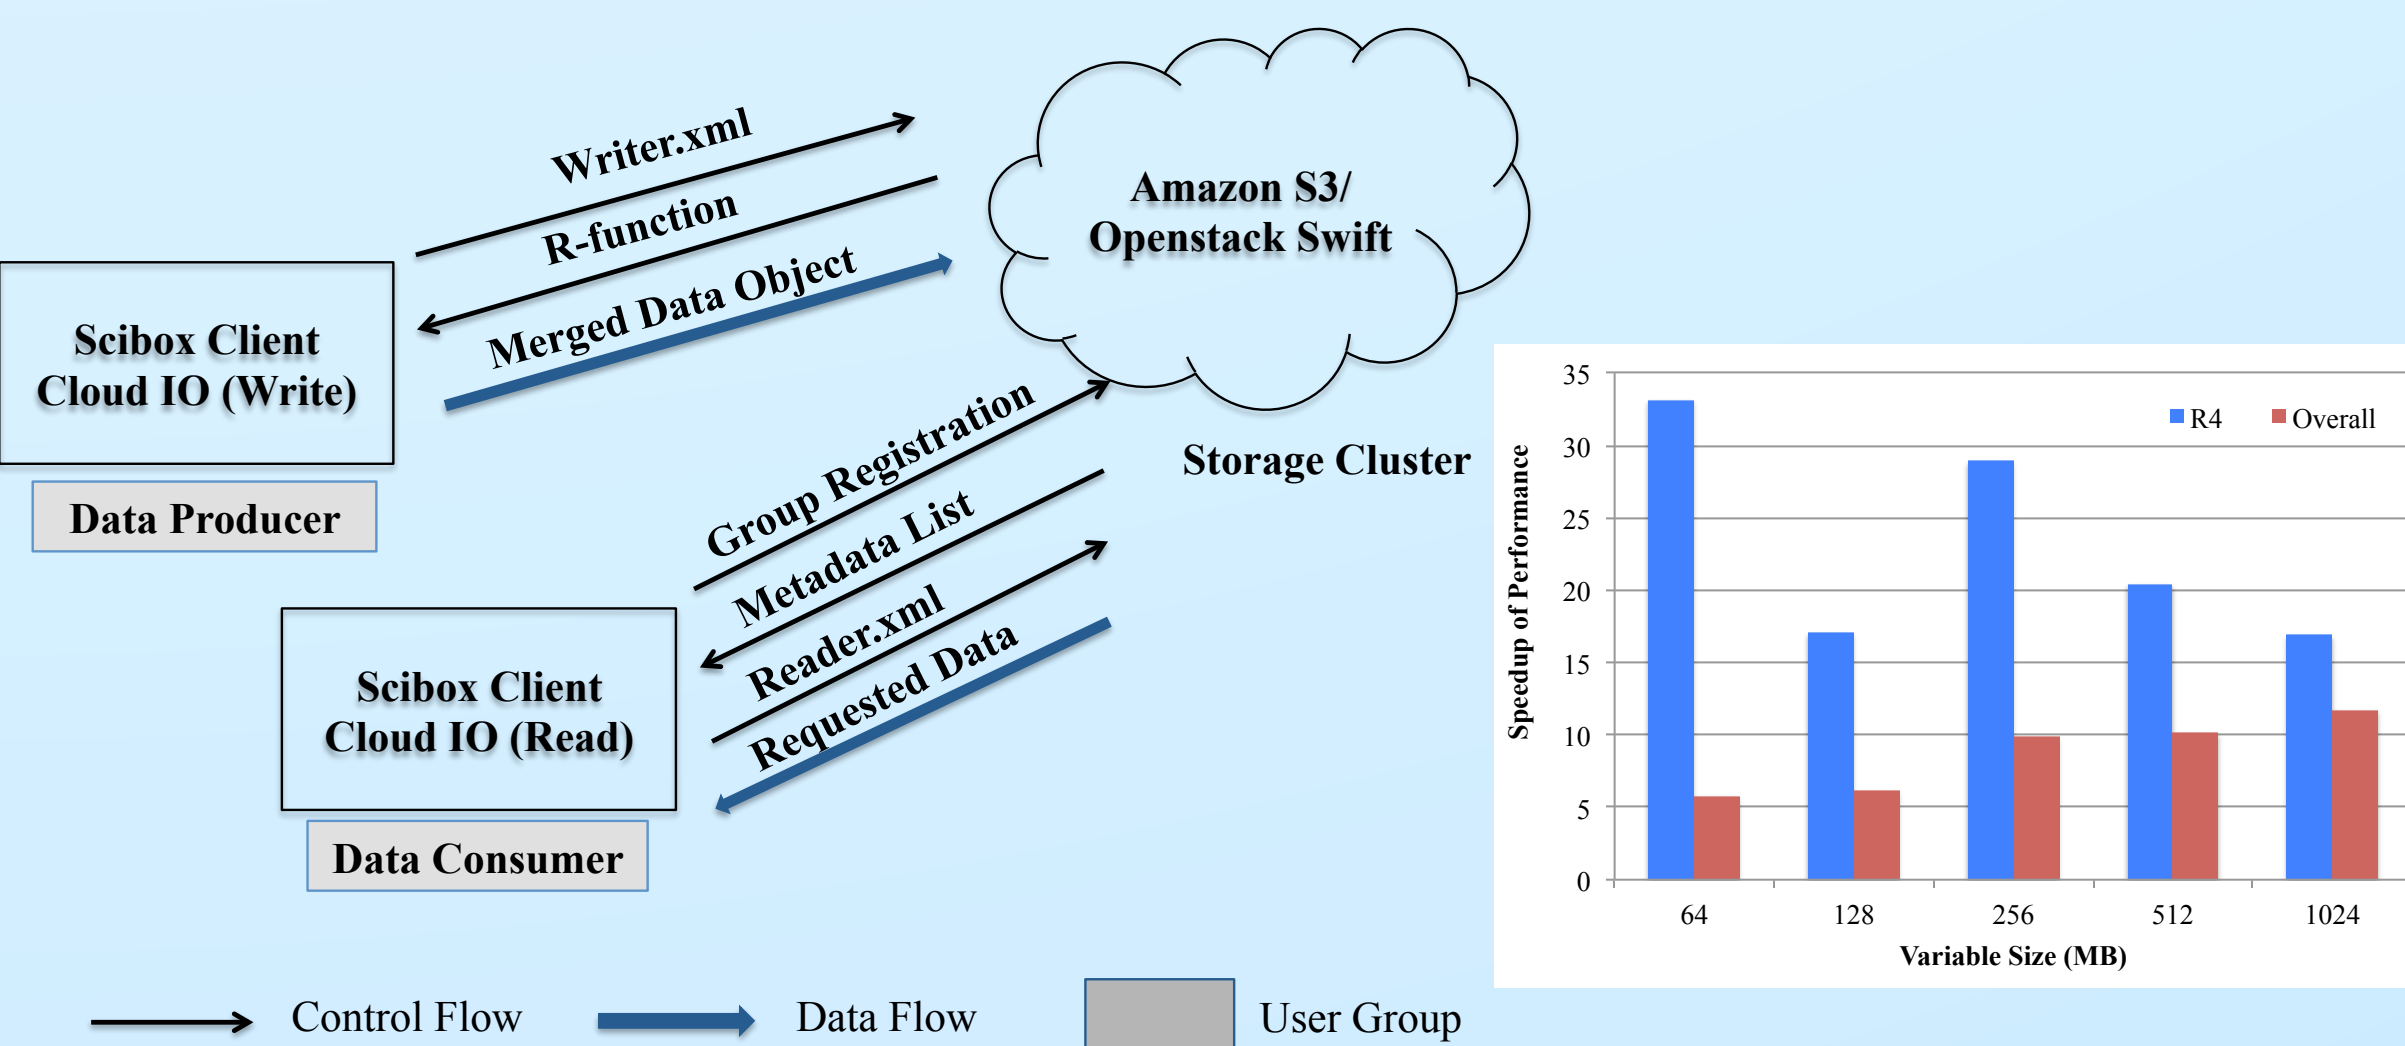 Writer.xml
R-function
Merged Data Object
Amazon S3/
Openstack Swift
Storage Cluster
Scibox Client
Cloud IO (Write)
Data Producer
Group Registration
Metadata List
Reader.xml
Requested Data
Scibox Client
Cloud IO (Read)
Data Consumer
Control Flow
Data Flow
User Group
35
30
25
20
15
10
5
0
Speedup of Performance
R4
Overall
64 128 256 512 1024
Variable Size (MB)